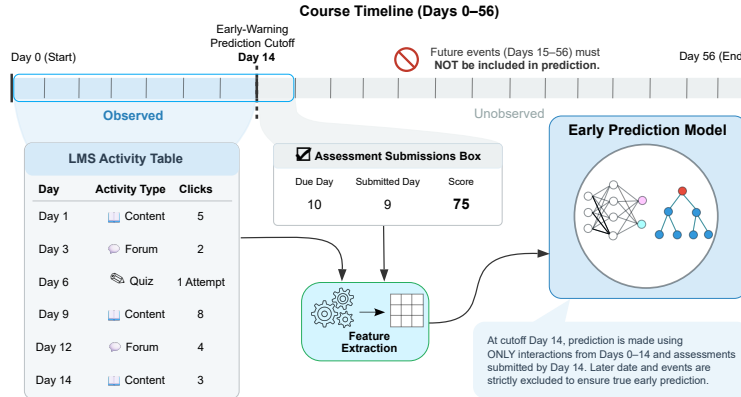 Course Timeline (Days 0–56)
Early-Warning
Prediction Cutoff
Day 14
Day 0 (Start)
Future events (Days 15–56) must
NOT be included in prediction.
Day 56 (End
Observed
Unobserved
LMS Activity Table
Day Activity Type Clicks
Day 1 Content 5
Day 3 Forum 2
Day 6 Quiz 1 Attempt
Day 9 Content 8
Day 12 Forum 4
Day 14 Content 3
Assessment Submissions Box
Due Day Submitted Day Score
10 9 75
Feature
Extraction
Early Prediction Model
At cutoff Day 14, prediction is made using
ONLY interactions from Days 0–14 and assessments
submitted by Day 14. Later date and events are
strictly excluded to ensure true early prediction.